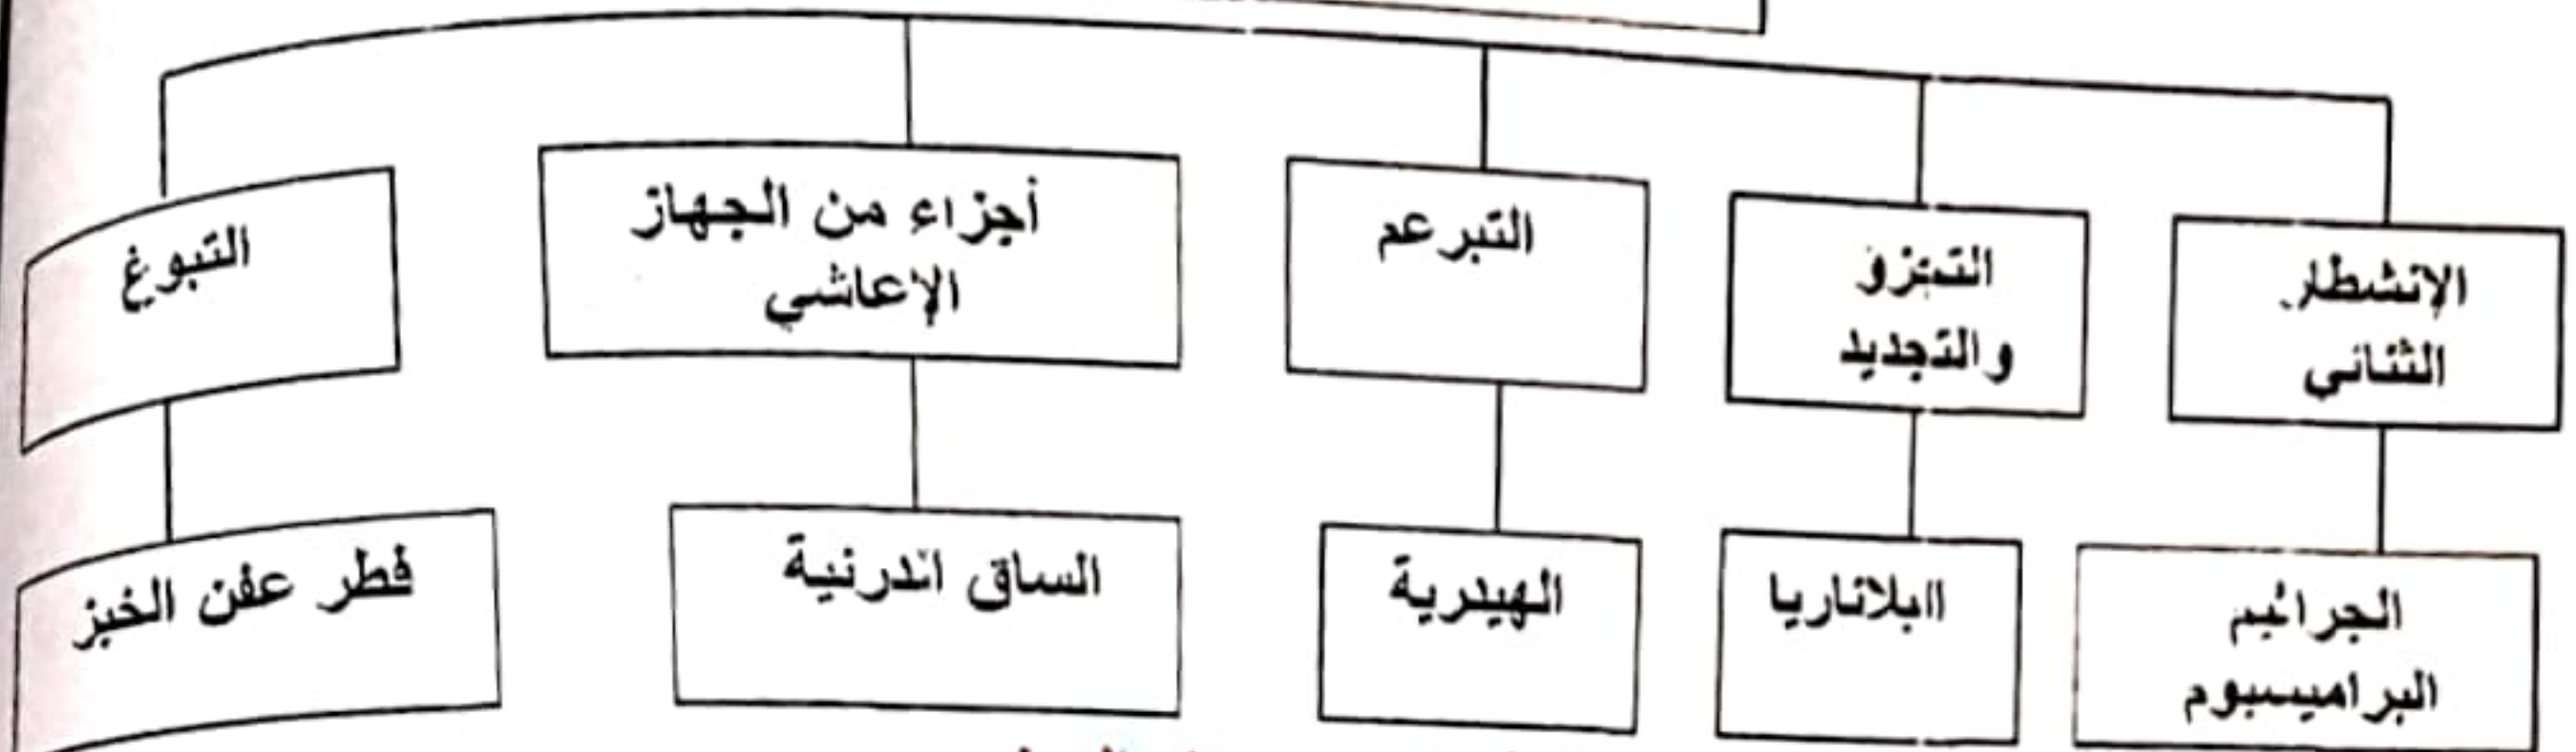 الإنشطار
الثنائي
التجزؤ
والتجديد
التبرعم
أجزاء من الجهاز
الإعاشي
التبوغ
الجراثيم
البراميسيوم
البلاناريا
الهيدرية
الساق الدرنية
فطر عفن الخبز